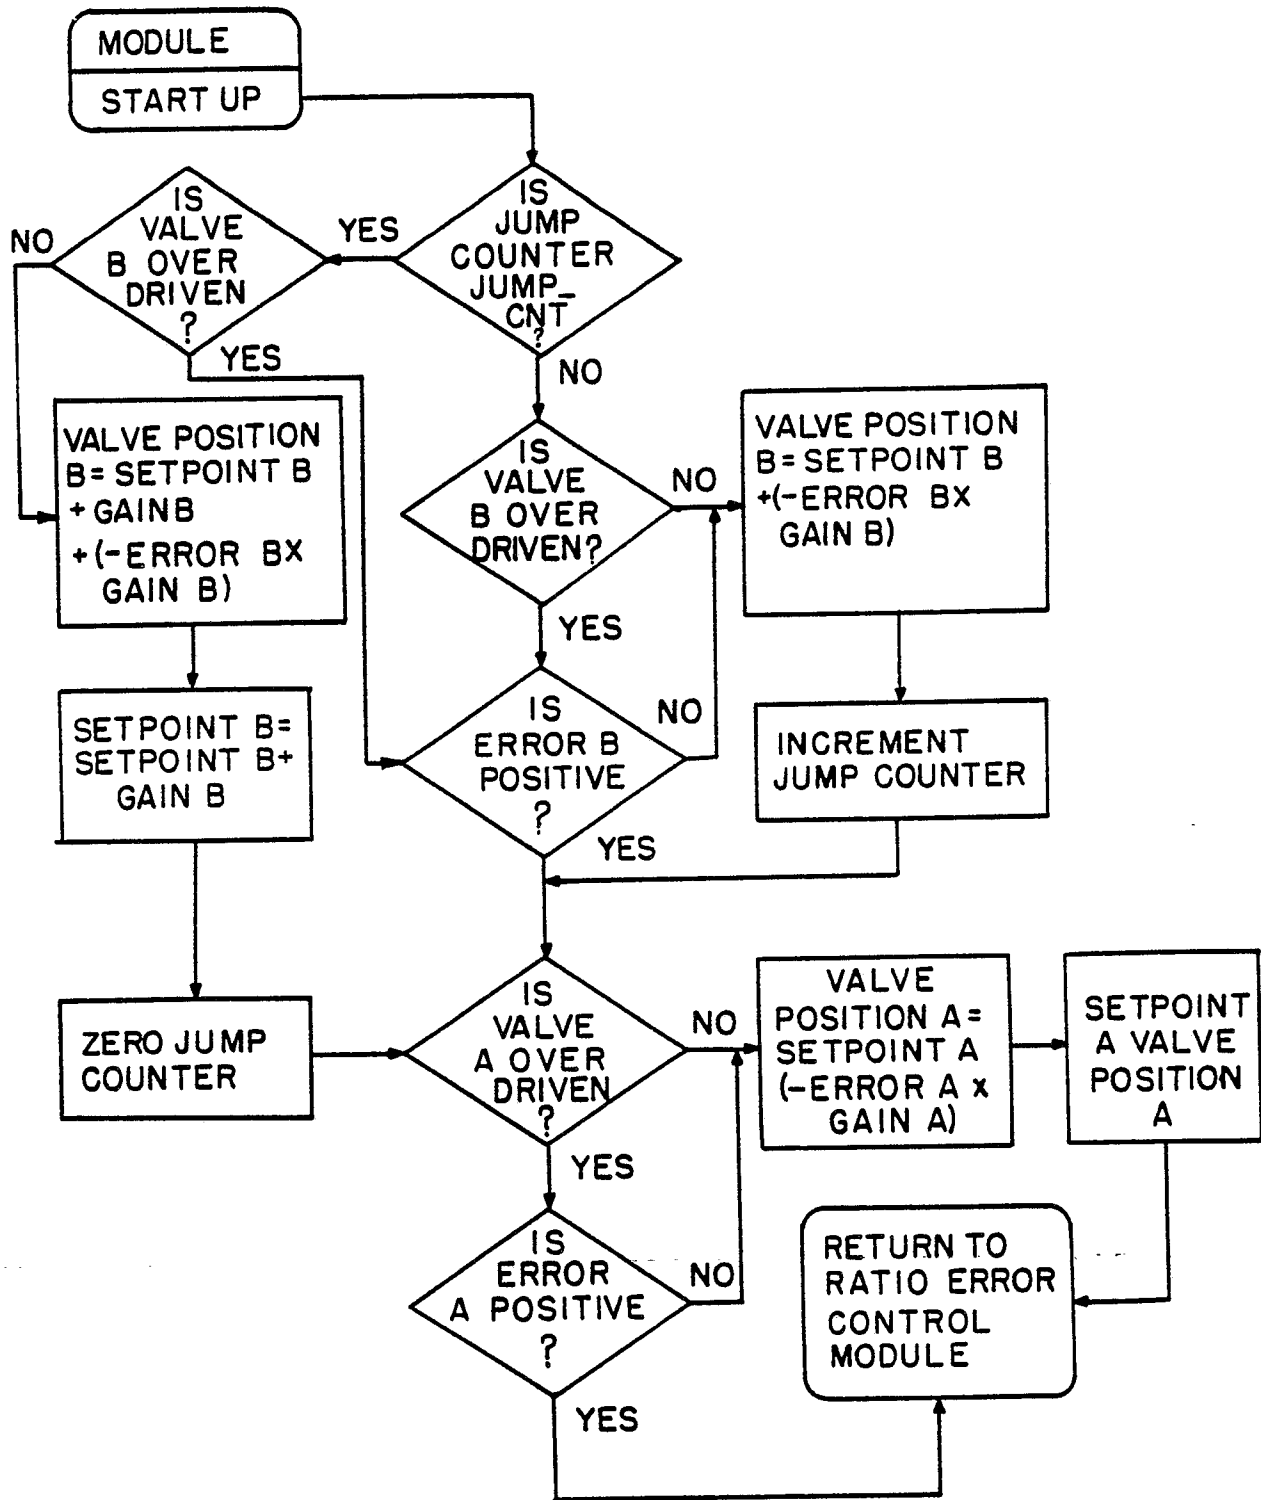 MODULE
START UP
IS
JUMP
COUNTER
JUMP_
CNT
?
YES
NO
IS
VALVE
B OVER
DRIVEN
?
NO
YES
VALVE POSITION
B= SETPOINT B
+ GAIN B
+(-ERROR BX
GAIN B)
SETPOINT B=
SETPOINT B+
GAIN B
ZERO JUMP
COUNTER
IS
VALVE
B OVER
DRIVEN?
NO
YES
VALVE POSITION
B= SETPOINT B
+(-ERROR BX
GAIN B)
INCREMENT
JUMP COUNTER
IS
ERROR B
POSITIVE
?
NO
YES
IS
VALVE
A OVER
DRIVEN
?
NO
YES
VALVE
POSITION A=
SETPOINT A
(-ERROR A X
GAIN A)
SETPOINT
A VALVE
POSITION
A
IS
ERROR
A POSITIVE
?
NO
YES
RETURN TO
RATIO ERROR
CONTROL
MODULE